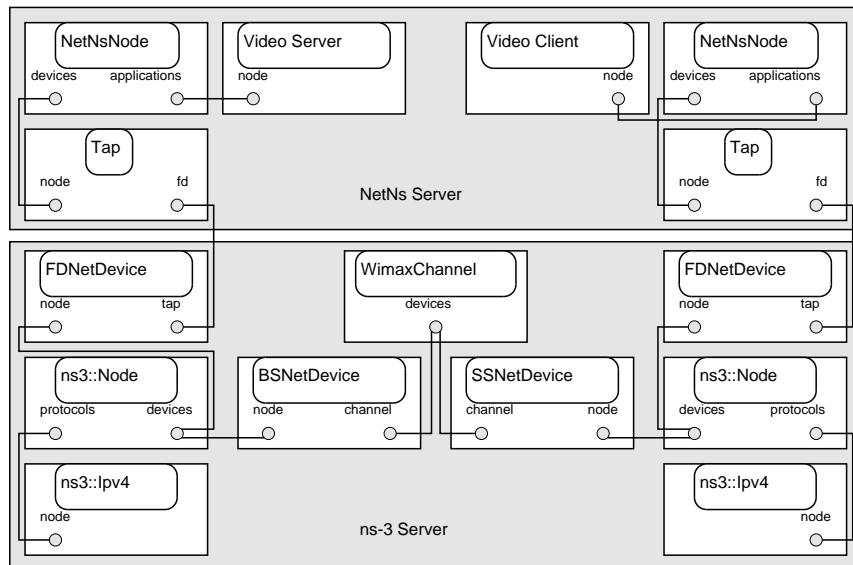 NetNsNode
Video Server
Video Client
NetNsNode
devices applications
node
node
devices applications
Tap
Tap
node fd
node fd
NetNs Server
FDNetDevice
WimaxChannel
FDNetDevice
node tap
devices
node tap
ns3::Node
BSNetDevice
SSNetDevice
ns3::Node
protocols devices
node channel
channel node
devices protocols
ns3::Ipv4
ns3::Ipv4
node
node
ns-3 Server